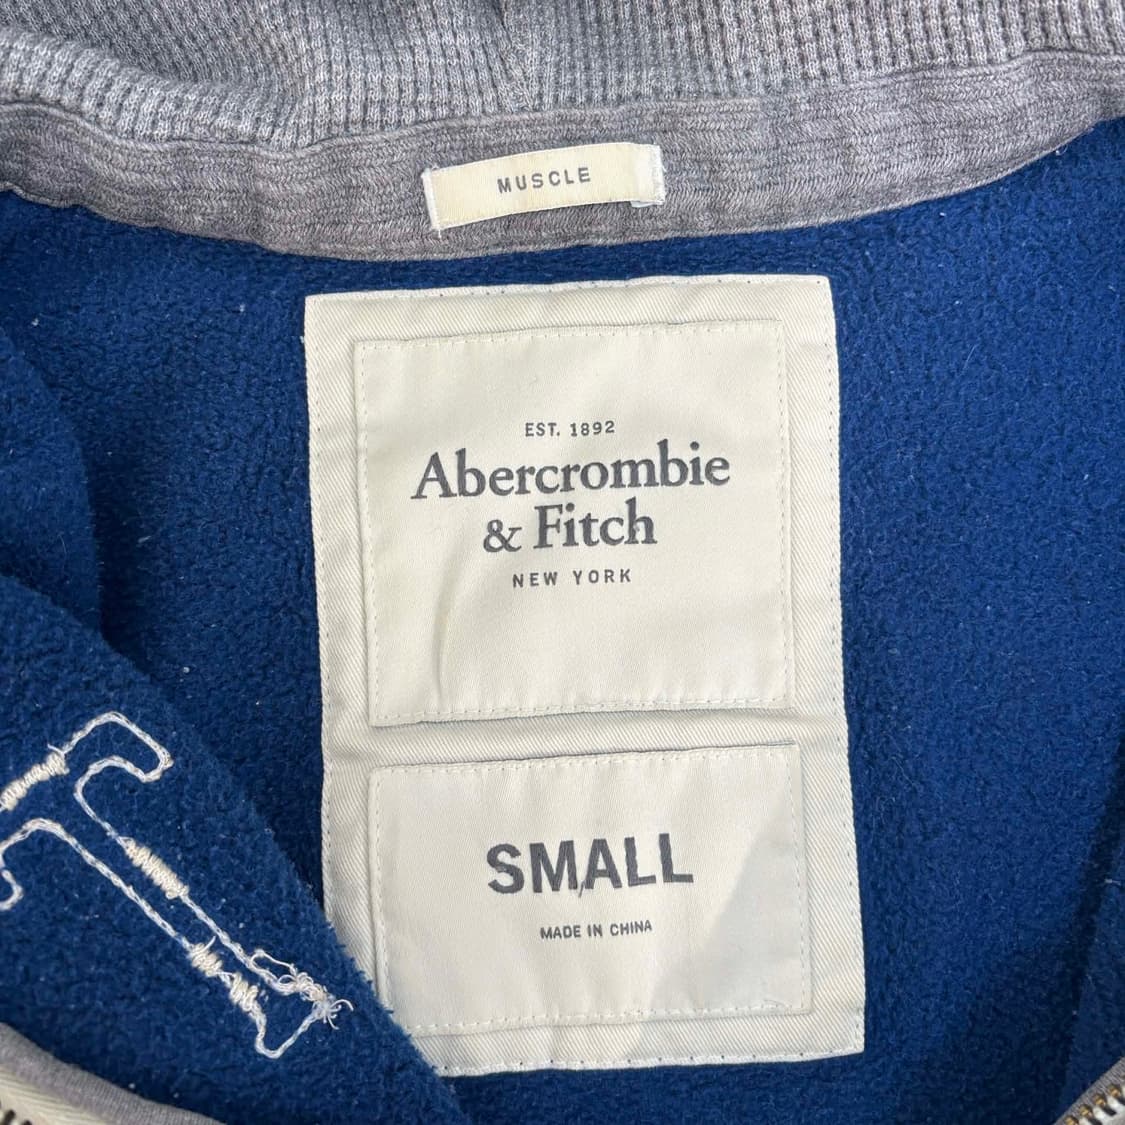 MUSCLE
EST. 1892
Abercrombie
& Fitch
NEW YORK
SMALL
MADE IN CHINA